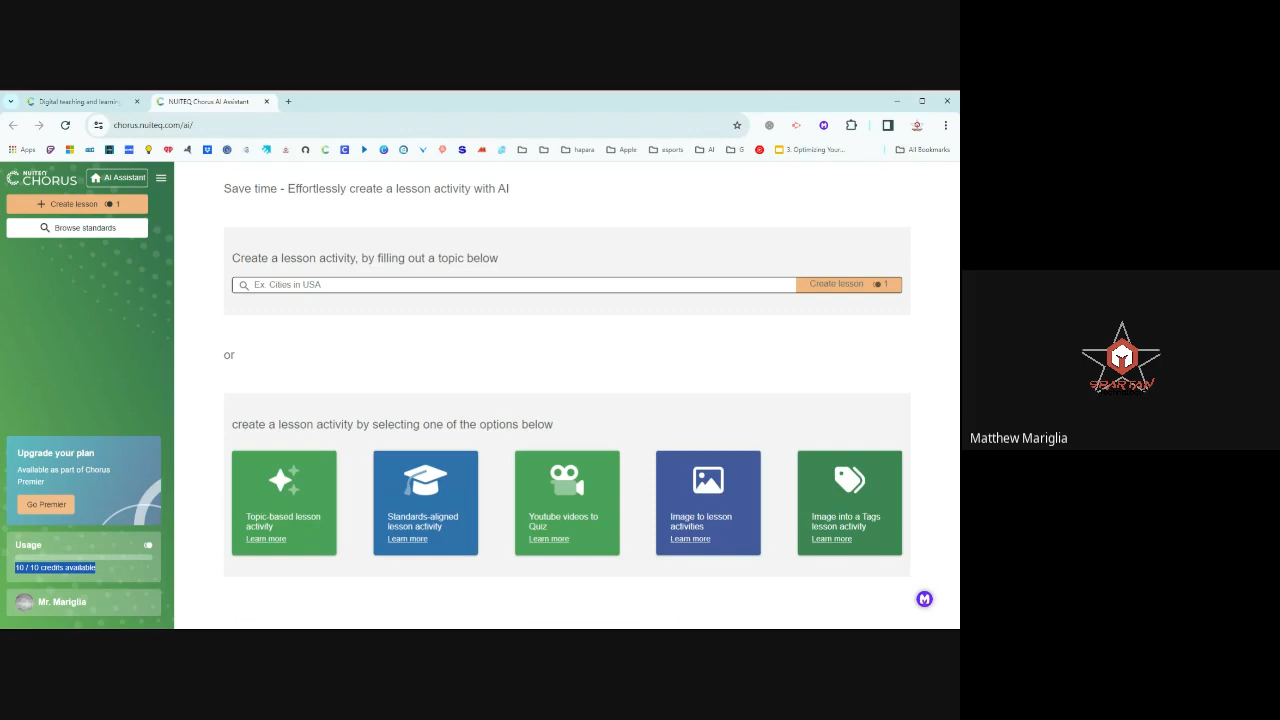 Digital teaching and learnin
NUITEQ Chorus AI Assistant
chorus.nuiteq.com/ai/
Apps
hapara
Apple
esports
AI
G
3. Optimizing Your...
All Bookmarks
NUITEQ
CHORUS
AI Assistant
Create lesson 1
Browse standards
Save time - Effortlessly create a lesson activity with AI
Create a lesson activity, by filling out a topic below
Ex. Cities in USA
Create lesson 1
or
create a lesson activity by selecting one of the options below
Topic-based lesson
activity
Learn more
Standards-aligned
lesson activity
Learn more
Youtube videos to
Quiz
Learn more
Image to lesson
activities
Learn more
Image into a Tags
lesson activity
Learn more
Upgrade your plan
Available as part of Chorus
Premier
Go Premier
Usage
10 / 10 credits available
Mr. Mariglia
SPARTAN
Matthew Mariglia